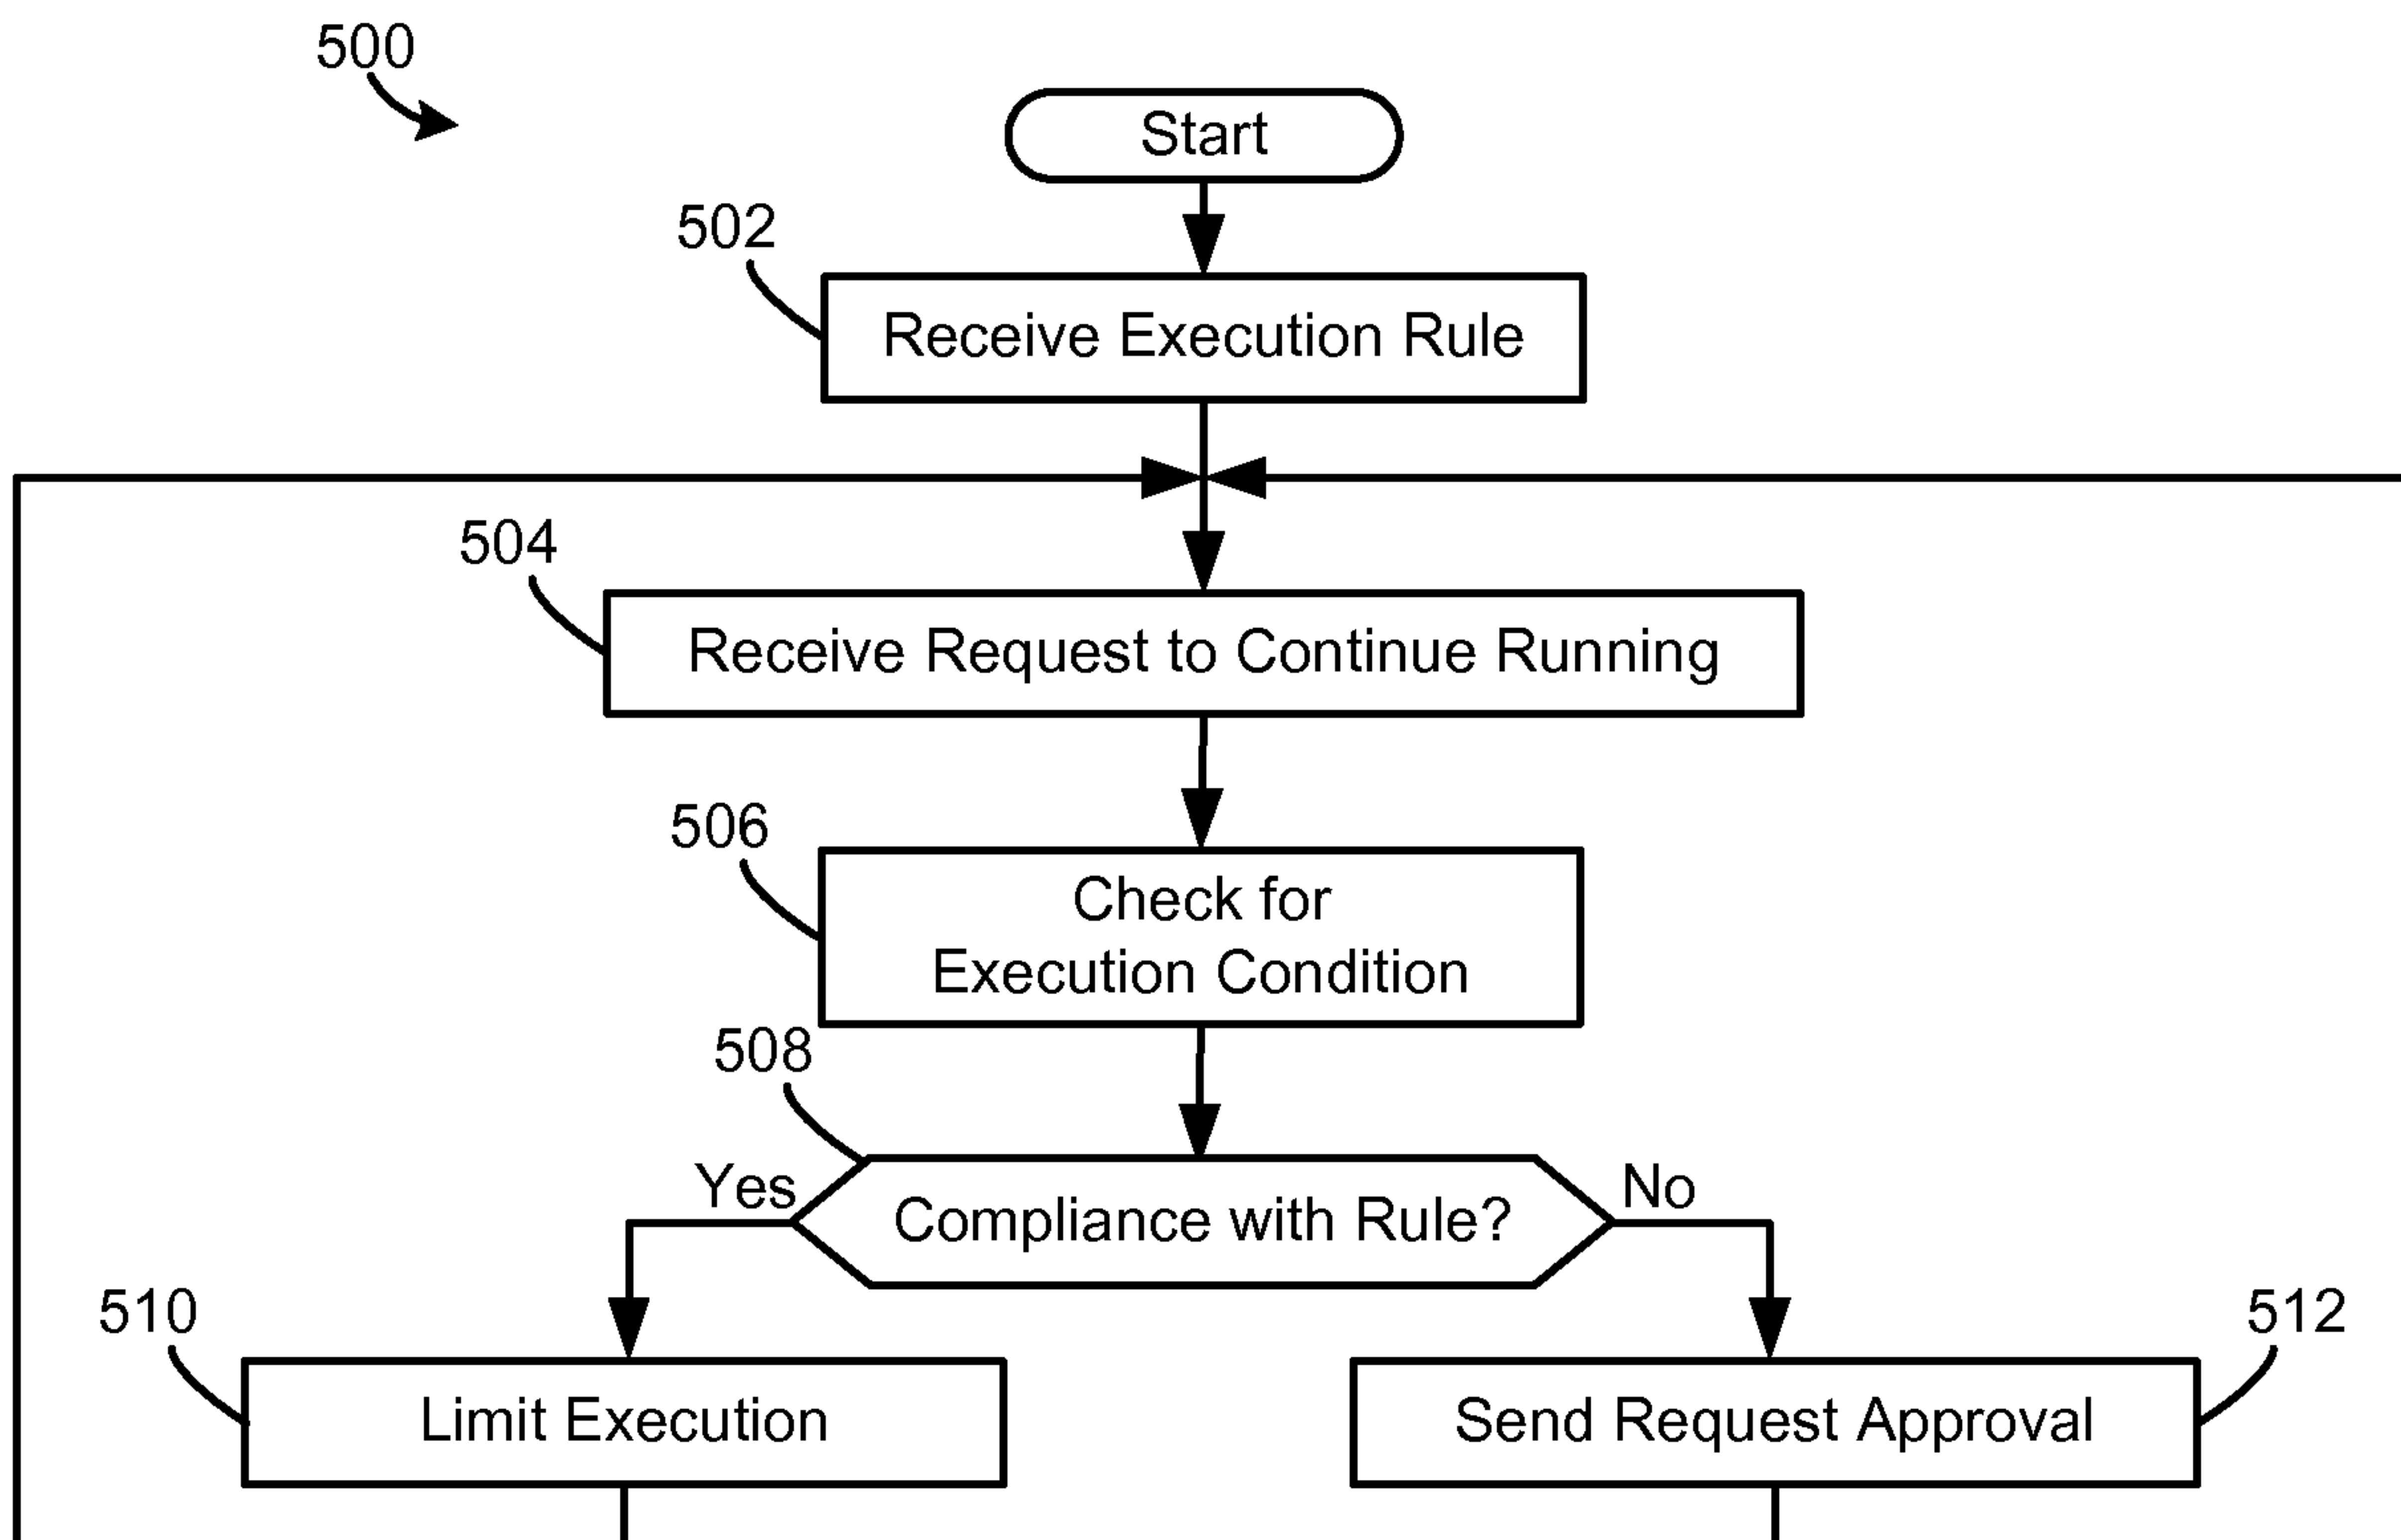 500
Start
502
Receive Execution Rule
504
Receive Request to Continue Running
506
Check for
Execution Condition
508
Yes
Compliance with Rule?
No
510
Limit Execution
512
Send Request Approval